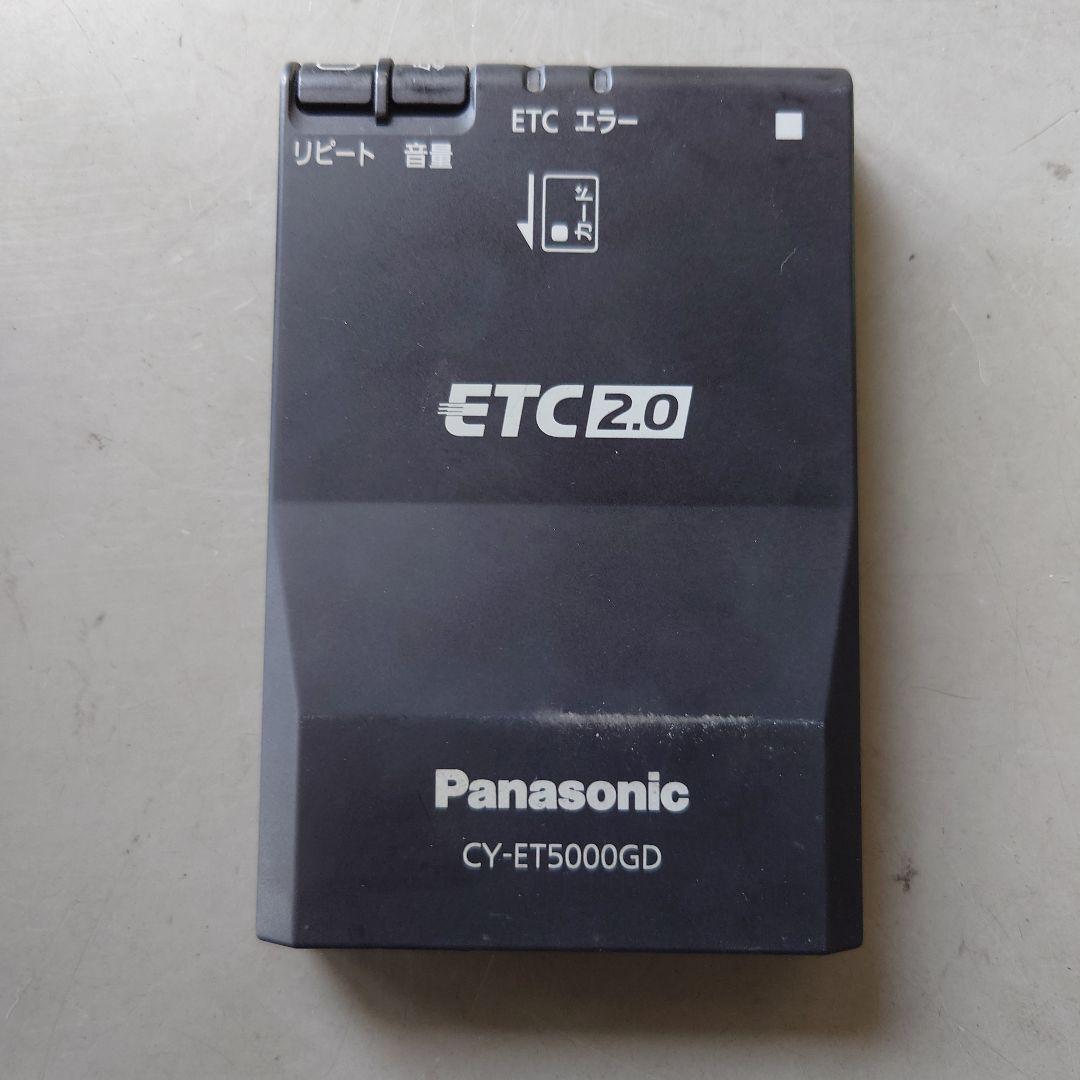 ETC エラー
リピート 音量
カード
ETC 2.0
Panasonic
CY-ET5000GD